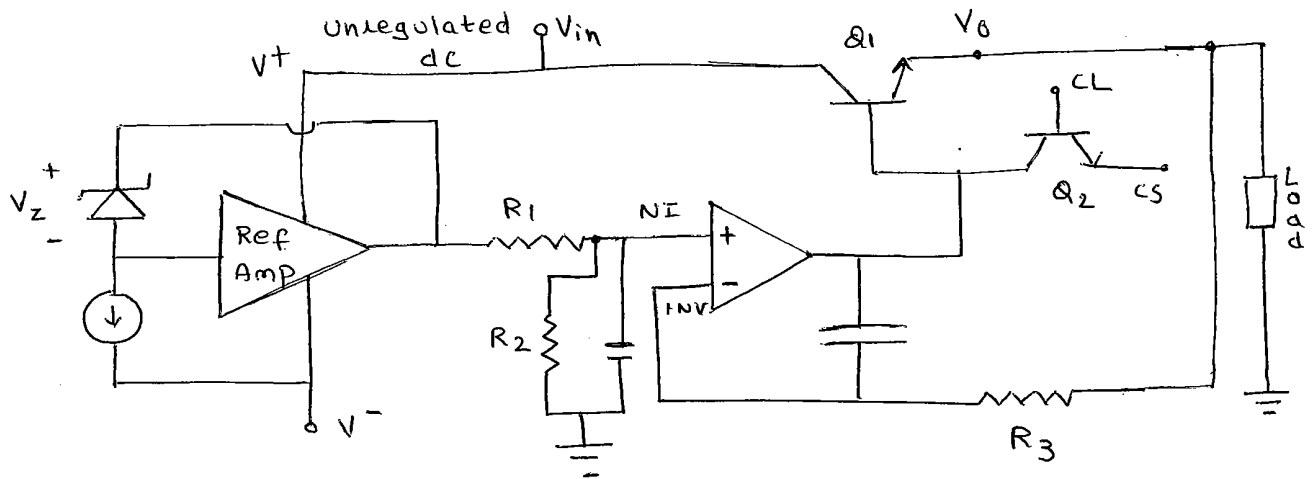 Unregulated
dc
Vin
V+
Q1
Vo
CL
Q2
CS
Load
+
Vz
-
Ref
Amp
R1
NI
+
-
INV
R2
R3
V-